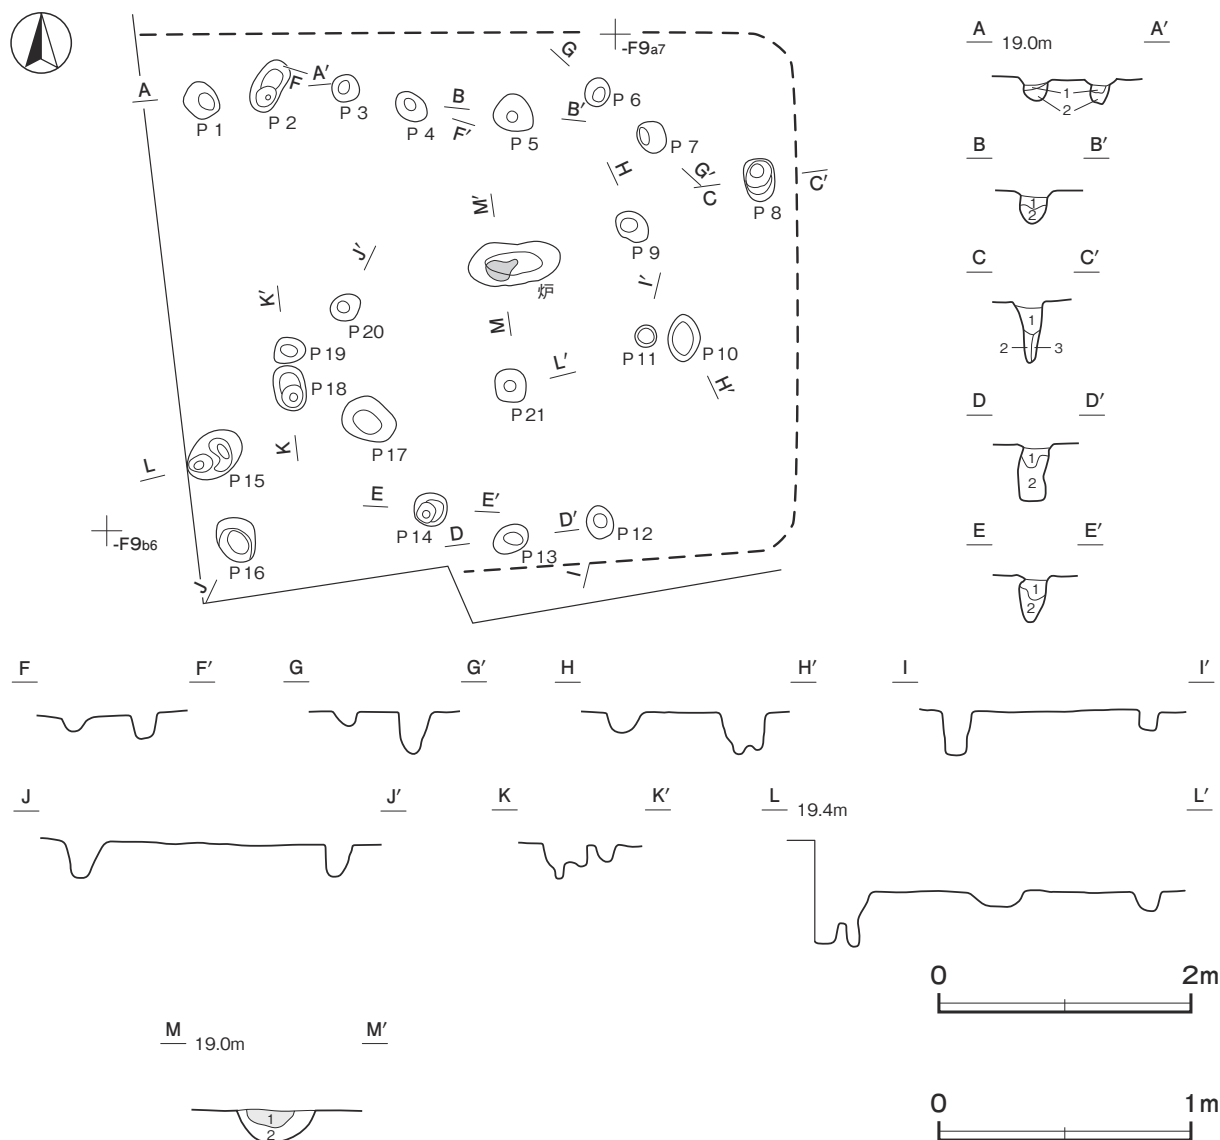 -F9a7
G
A
A′
F
B
B′
F′
P 1
P 2
P 3
P 4
P 5
P 6
P 7
H
G′
C
C′
P 8
M′
P 9
J′
炉
I′
K′
P 20
M
P 19
P 11
P 10
P 18
L′
H′
P 21
P 17
K
L
P 15
E
E′
P 14
D
D′
P 12
P 13
-F9b6
P 16
J
I
A 19.0m A′
1
2
B B′
1
2
C C′
1
2 3
D D′
1
2
E E′
1
2
F F′ G G′ H H′ I I′
J J′ K K′ L 19.4m L′
0 2m
M 19.0m M′
1
2
0 1m